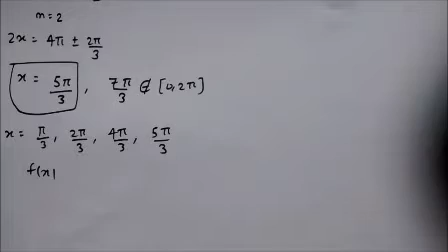 n = 2
2x = 4π ± 2π/3
x = 5π/3 , 7π/3 ∉ [0, 2π]
x = π/3 , 2π/3 , 4π/3 , 5π/3
f(x)